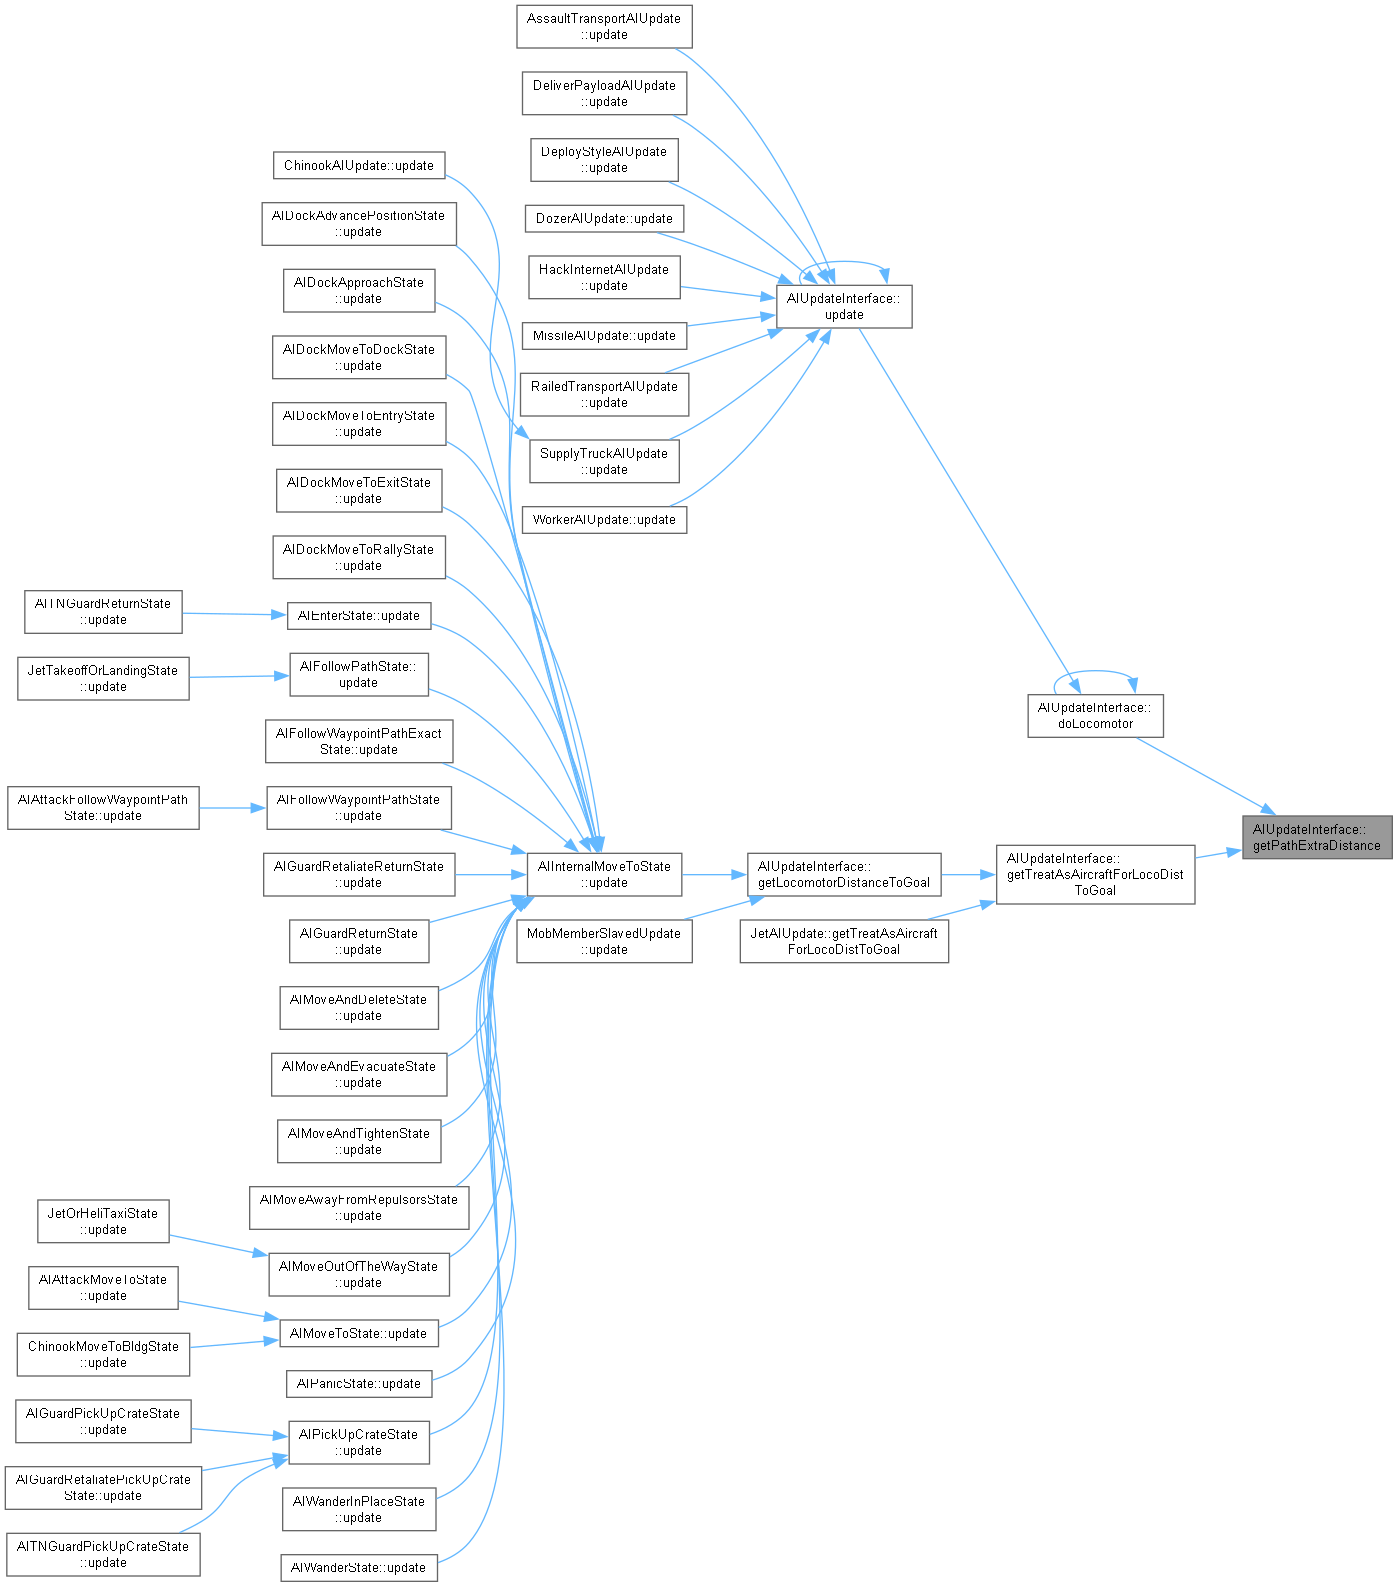 AssaultTransportAIUpdate
::update
DeliverPayloadAIUpdate
::update
DeployStyleAIUpdate
::update
DozerAIUpdate::update
HackInternetAIUpdate
::update
MissileAIUpdate::update
RailedTransportAIUpdate
::update
SupplyTruckAIUpdate
::update
WorkerAIUpdate::update
AIUpdateInterface::
update
ChinookAIUpdate::update
AIDockAdvancePositionState
::update
AIDockApproachState
::update
AIDockMoveToDockState
::update
AIDockMoveToEntryState
::update
AIDockMoveToExitState
::update
AIDockMoveToRallyState
::update
AITNGuardReturnState
::update
AIEnterState::update
JetTakeoffOrLandingState
::update
AIFollowPathState::
update
AIFollowWaypointPathExact
State::update
AIAttackFollowWaypointPath
State::update
AIFollowWaypointPathState
::update
AIGuardRetaliateReturnState
::update
AIGuardReturnState
::update
AIMoveAndDeleteState
::update
AIMoveAndEvacuateState
::update
AIMoveAndTightenState
::update
AIMoveAwayFromRepulsorsState
::update
JetOrHeliTaxiState
::update
AIMoveOutOfTheWayState
::update
AIAttackMoveToState
::update
AIMoveToState::update
ChinookMoveToBldgState
::update
AIPanicState::update
AIGuardPickUpCrateState
::update
AIPickUpCrateState
::update
AIGuardRetaliatePickUpCrate
State::update
AITNGuardPickUpCrateState
::update
AIWanderInPlaceState
::update
AIWanderState::update
AIInternalMoveToState
::update
MobMemberSlavedUpdate
::update
AIUpdateInterface::
getLocomotorDistanceToGoal
JetAIUpdate::getTreatAsAircraft
ForLocoDistToGoal
AIUpdateInterface::
getTreatAsAircraftForLocoDist
ToGoal
AIUpdateInterface::
doLocomotor
AIUpdateInterface::
getPathExtraDistance